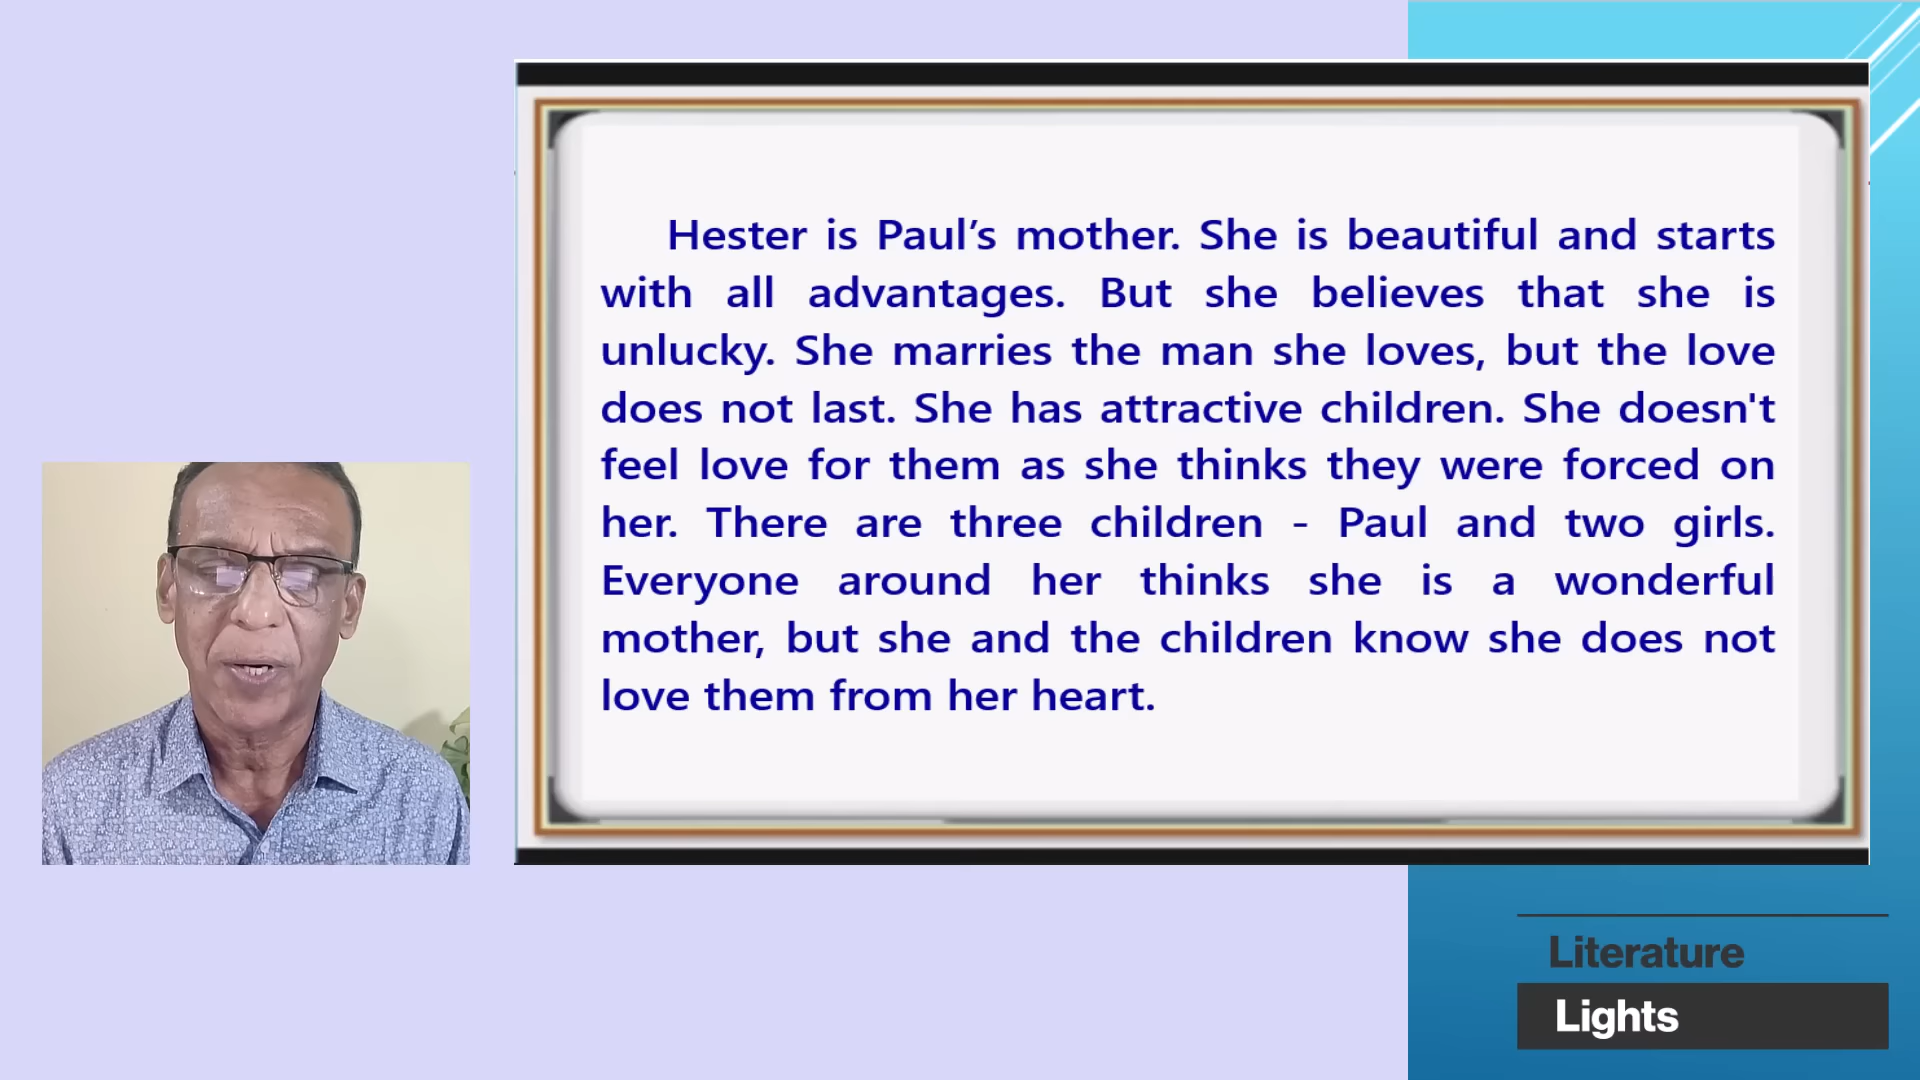 Hester is Paul’s mother. She is beautiful and starts
with all advantages. But she believes that she is
unlucky. She marries the man she loves, but the love
does not last. She has attractive children. She doesn't
feel love for them as she thinks they were forced on
her. There are three children - Paul and two girls.
Everyone around her thinks she is a wonderful
mother, but she and the children know she does not
love them from her heart.
Literature
Lights